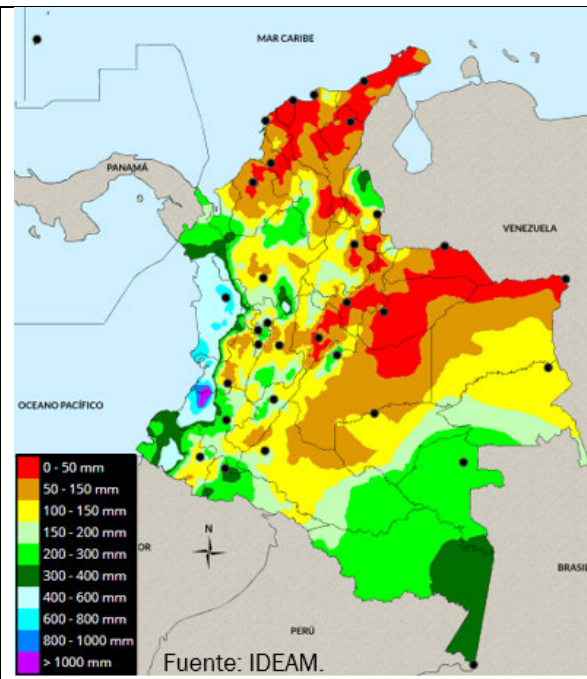 MAR CARIBE
PANAMÁ
VENEZUELA
OCEANO PACÍFICO
0 - 50 mm
50 - 150 mm
100 - 150 mm
150 - 200 mm
200 - 300 mm
300 - 400 mm
400 - 600 mm
600 - 800 mm
800 - 1000 mm
> 1000 mm
OR
N
BRASIL
PERÚ
Fuente: IDEAM.